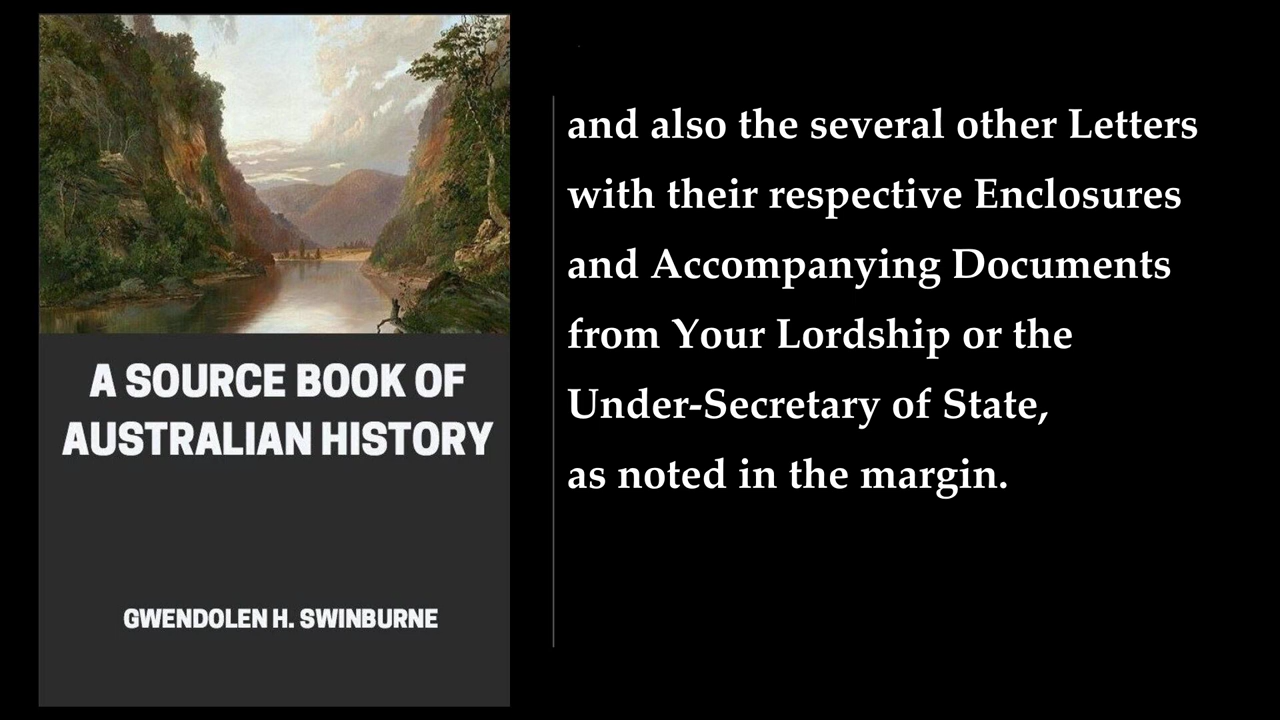 A SOURCE BOOK OF
AUSTRALIAN HISTORY
GWENDOLEN H. SWINBURNE
and also the several other Letters
with their respective Enclosures
and Accompanying Documents
from Your Lordship or the
Under-Secretary of State,
as noted in the margin.